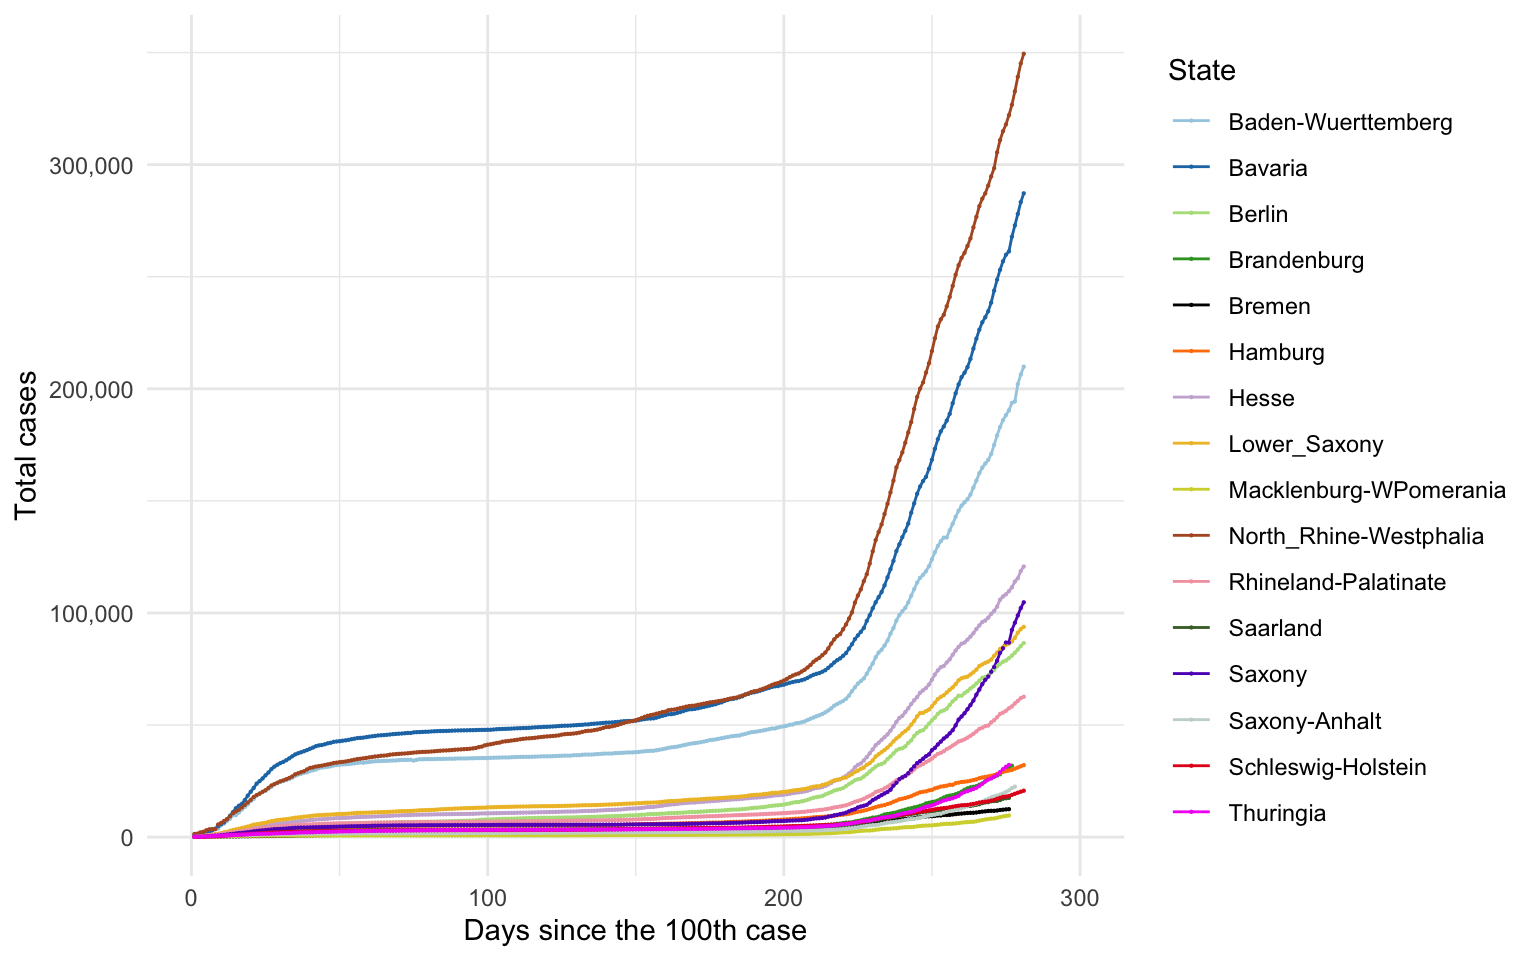 State
Baden-Wuerttemberg
Bavaria
Berlin
Brandenburg
Bremen
Hamburg
Hesse
Lower_Saxony
Macklenburg-WPomerania
North_Rhine-Westphalia
Rhineland-Palatinate
Saarland
Saxony
Saxony-Anhalt
Schleswig-Holstein
Thuringia
Total cases
300,000
200,000
100,000
0
0 100 200 300
Days since the 100th case